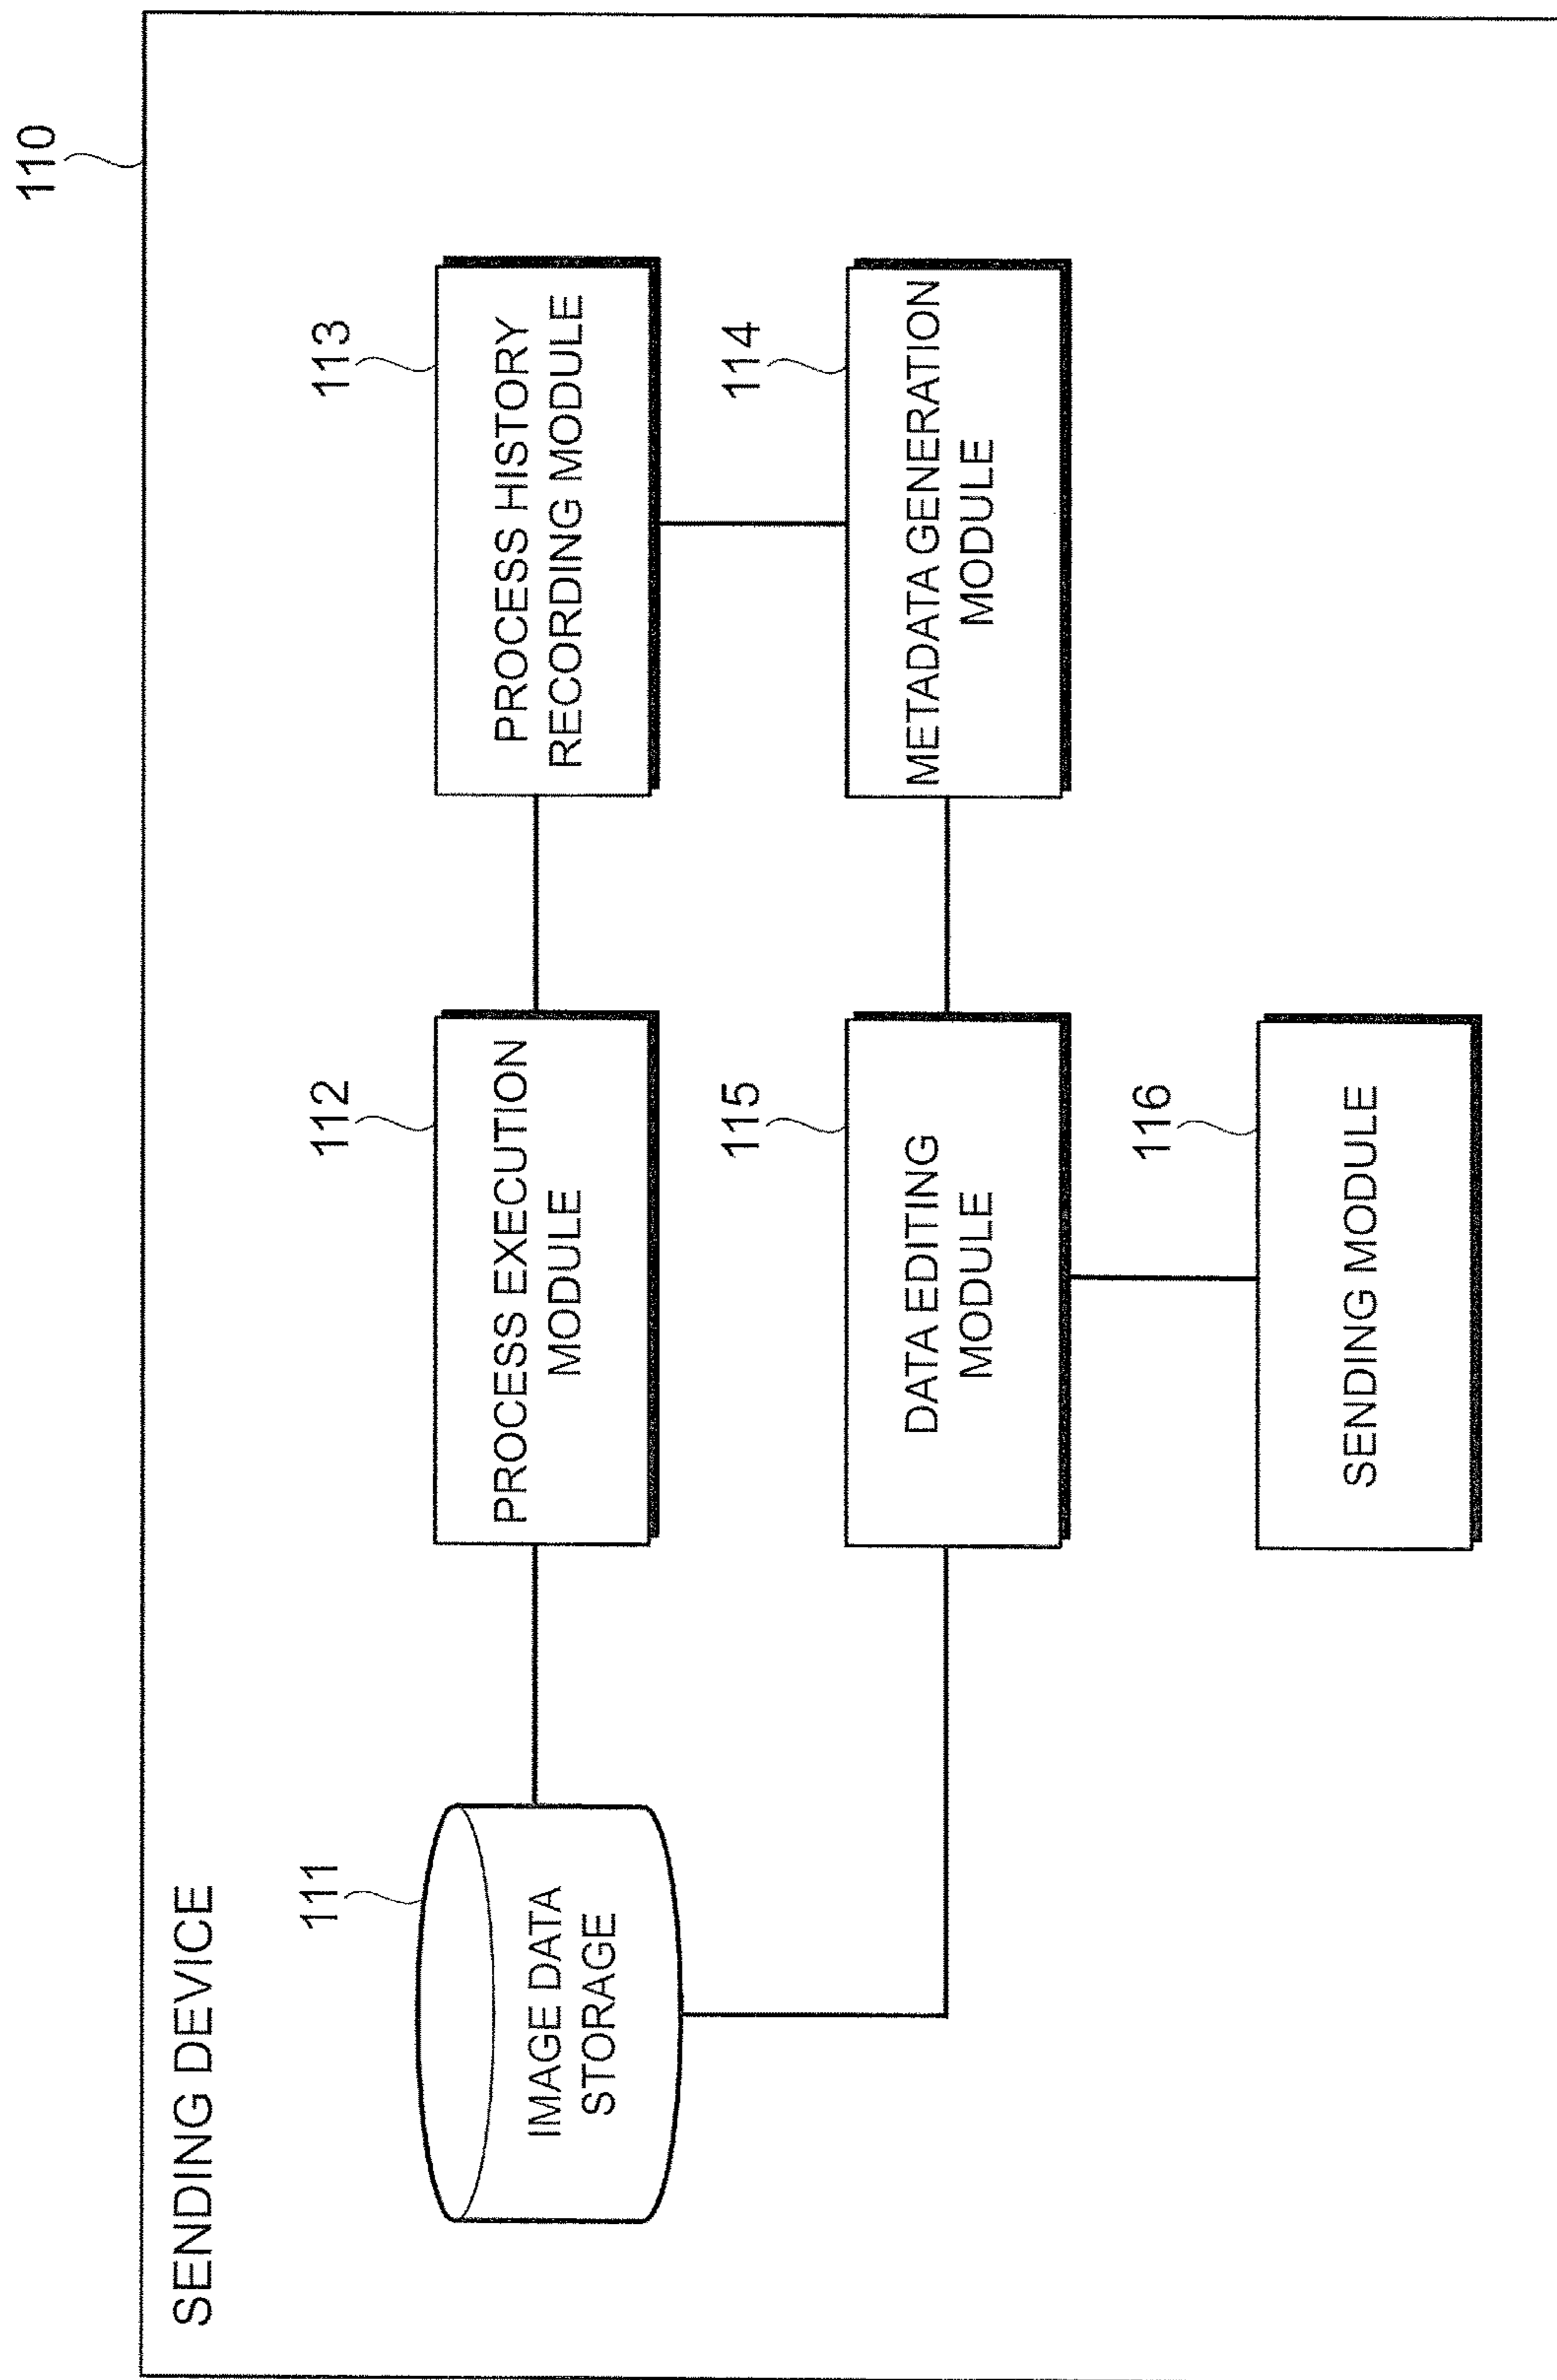 110
SENDING DEVICE
111
IMAGE DATA
STORAGE
112
PROCESS EXECUTION
MODULE
113
PROCESS HISTORY
RECORDING MODULE
115
DATA EDITING
MODULE
114
METADATA GENERATION
MODULE
116
SENDING MODULE